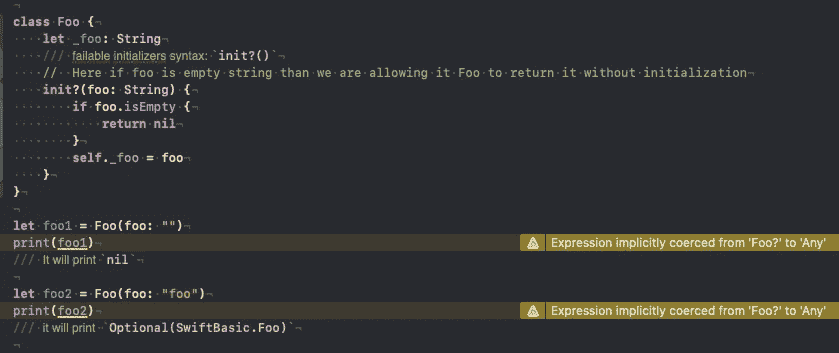 class Foo {
let _foo: String
/// failable initializers syntax: `init?()`
// Here if foo is empty string than we are allowing it Foo to return it without initialization
init?(foo: String) {
if foo.isEmpty {
return nil
}
self._foo = foo
}
}
let foo1 = Foo(foo: "")
print(foo1) Expression implicitly coerced from 'Foo?' to 'Any'
/// It will print `nil`
let foo2 = Foo(foo: "foo")
print(foo2) Expression implicitly coerced from 'Foo?' to 'Any'
/// it will print `Optional(SwiftBasic.Foo)`